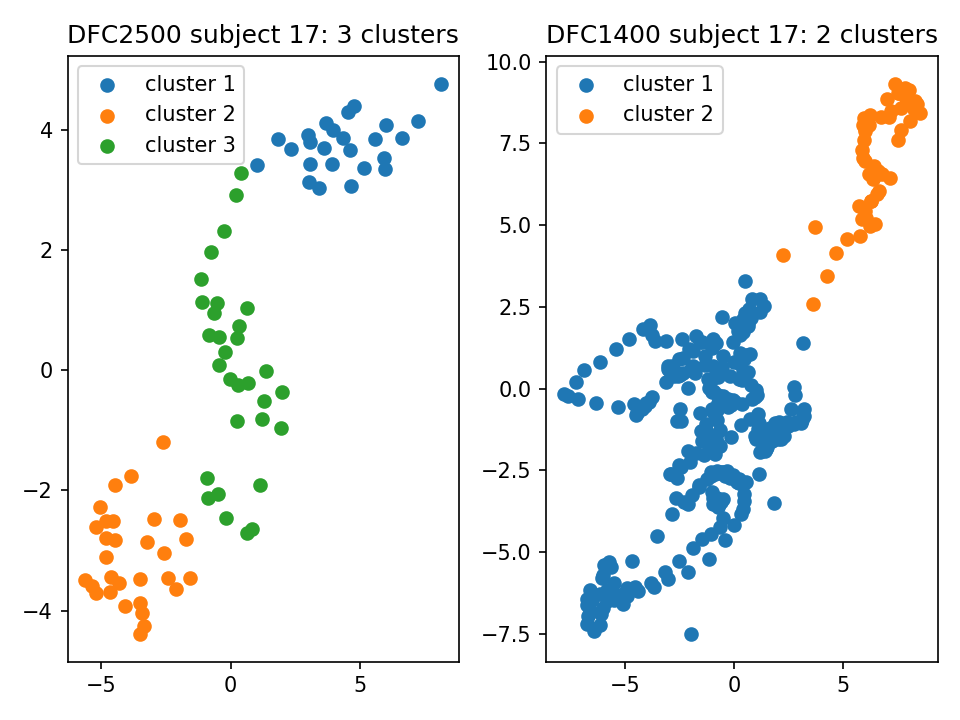 DFC2500 subject 17: 3 clusters
cluster 1
cluster 2
cluster 3
4
2
0
−2
−4
−5
0
5
DFC1400 subject 17: 2 clusters
cluster 1
cluster 2
10.0
7.5
5.0
2.5
0.0
−2.5
−5.0
−7.5
−5
0
5